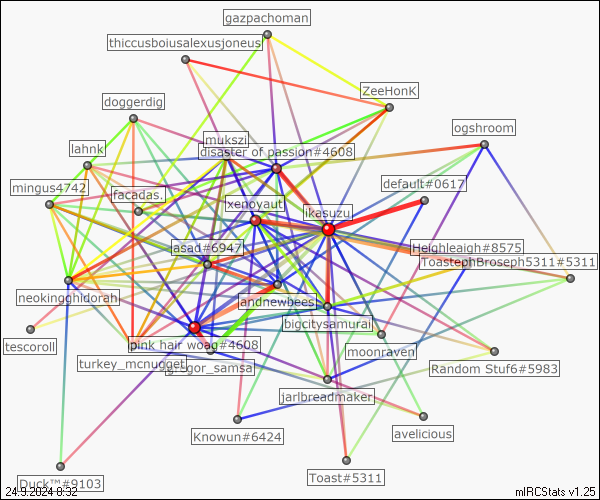 gazpachoman
thiccusboiusalexusjoneus
ZeeHonK
doggerdig
ogshroom
mukszi
lahnk
disaster of passion#4608
default#0617
mingus4742
facadas.
xenoyaut
ikasuzu
jasad#6947
Heighleaigh#8575
ToastephBroseph5311#5311
neokingghidorah
landnewbees
bigcitysamurai
tescoroll
pink hair woag#4608
moonraven
turkey_mcnugget
gregor_samsa
Random Stuf6#5983
jarlbreadmaker
Knowun#6424
avelicious
Toast#5311
Duck™#9103
24.9.2024 8:32
mIRCStats v1.25